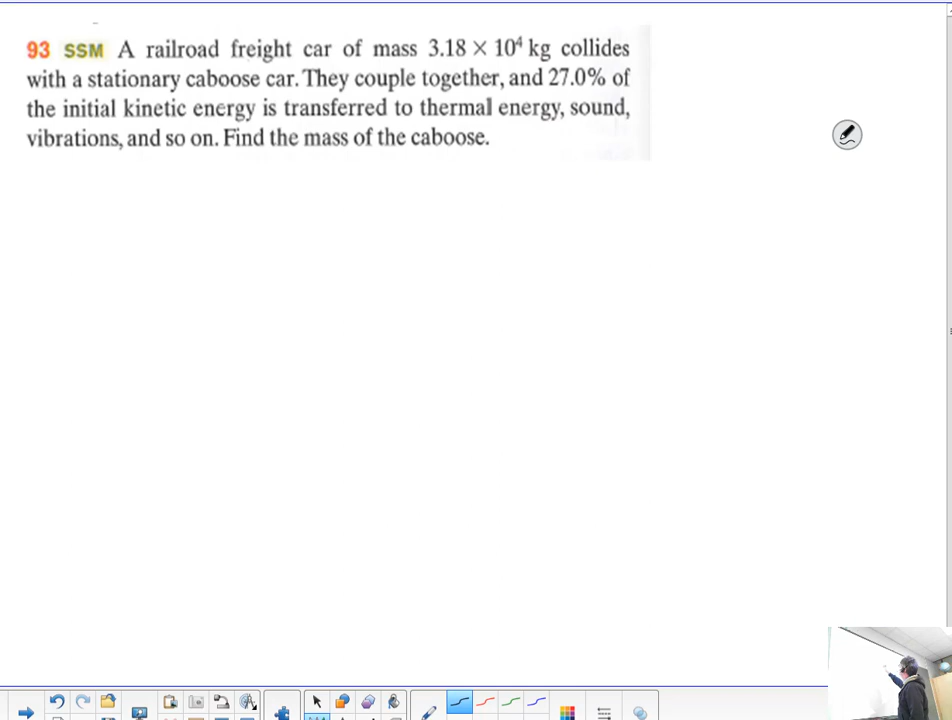 93 SSM A railroad freight car of mass 3.18 × 10⁴ kg collides
with a stationary caboose car. They couple together, and 27.0% of
the initial kinetic energy is transferred to thermal energy, sound,
vibrations, and so on. Find the mass of the caboose.